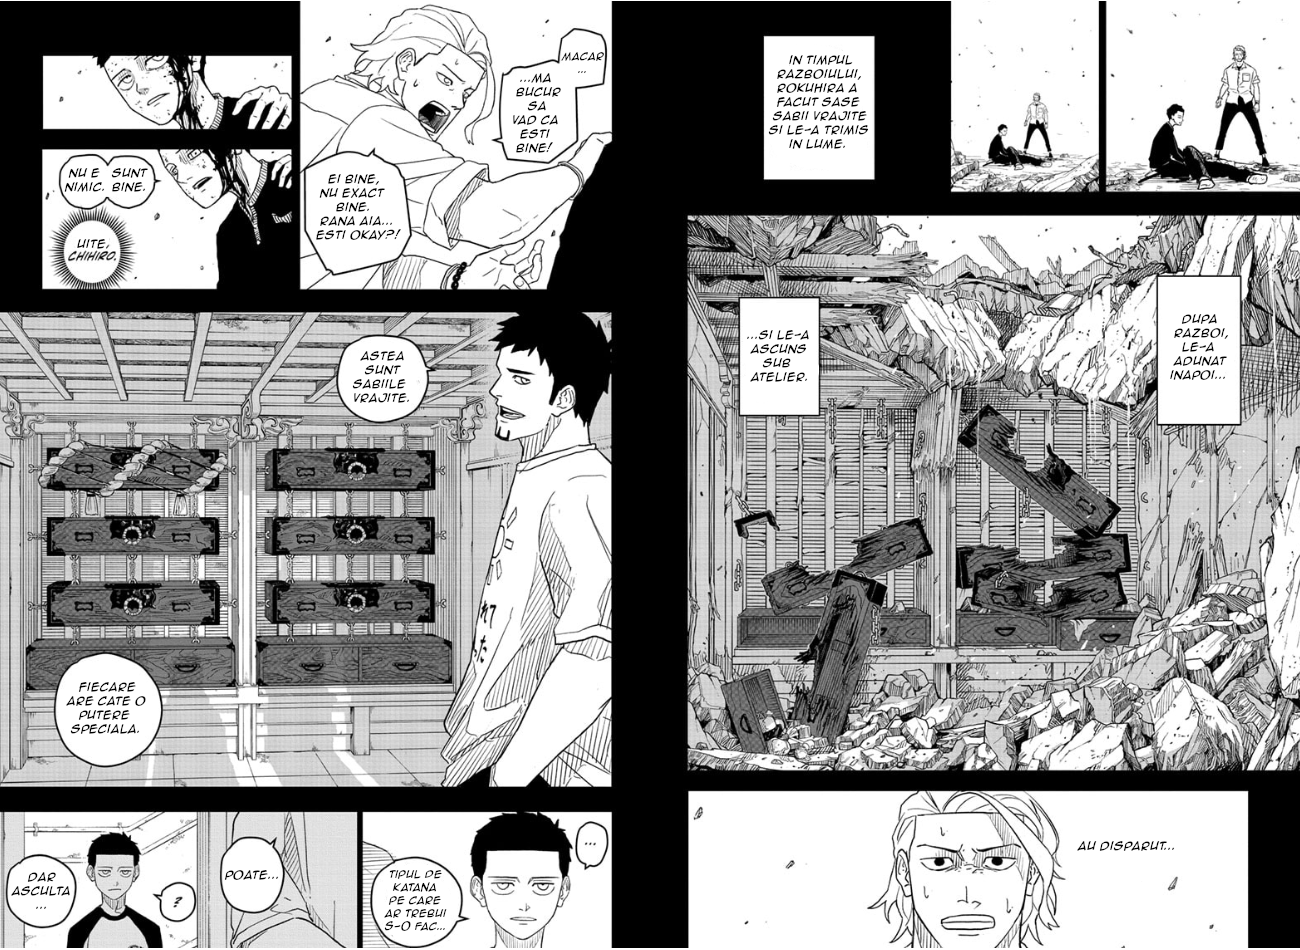 IN TIMPUL
RAZBOIULUI,
ROKUHIRA A
FACUT SASE
SABII VRAJITE
SI LE-A TRIMIS
IN LUME.
DUPA
RAZBOI,
LE-A
ADUNAT
INAPOI...
...SI LE-A
ASCUNS
SUB
ATELIER.
AU DISPARUT...
MACAR
...
...MA
BUCUR
SA
VAD CA
ESTI
BINE!
EI BINE,
NU EXACT
BINE.
RANA AIA...
ESTI OKAY?!
SUNT
BINE.
NU E
NIMIC.
UITE,
CHIHIRO.
ASTEA
SUNT
SABIILE
VRAJITE.
FIECARE
ARE CATE O
PUTERE
SPECIALA.
...
TIPUL DE
KATANA
PE CARE
AR TREBUI
S-O FAC...
POATE...
?
DAR
ASCULTA
...